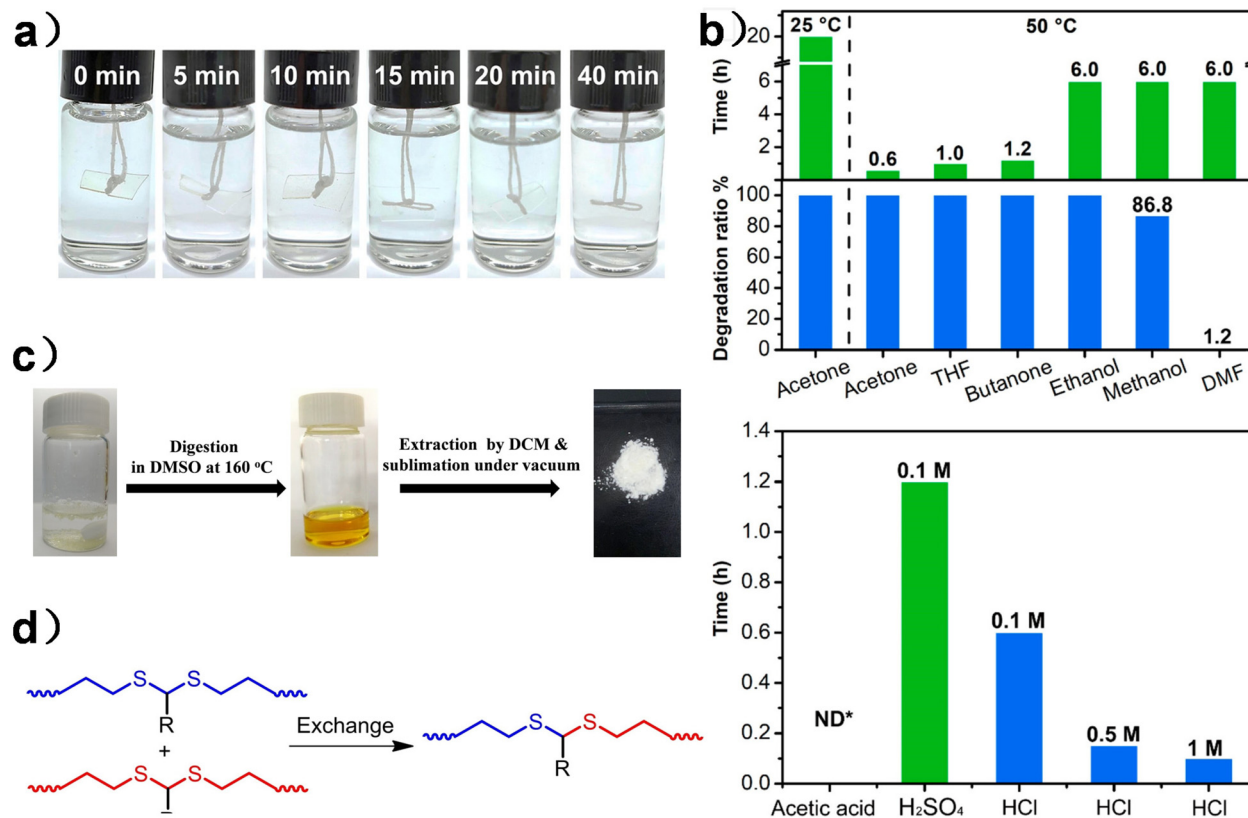 a)
0 min
5 min
10 min
15 min
20 min
40 min
b)
25 °C
50 °C
Time (h)
20
6
4
2
0.6
1.0
1.2
6.0
6.0
6.0
Degradation ratio %
100
80
60
40
20
0
86.8
1.2
Acetone
Acetone
THF
Butanone
Ethanol
Methanol
DMF
c)
Digestion
in DMSO at 160 °C
Extraction by DCM &
sublimation under vacuum
d)
S
S
R
+
S
S
Exchange
S
S
R
Time (h)
1.4
1.2
1.0
0.8
0.6
0.4
0.2
0.0
ND*
0.1 M
0.1 M
0.5 M
1 M
Acetic acid
H₂SO₄
HCl
HCl
HCl